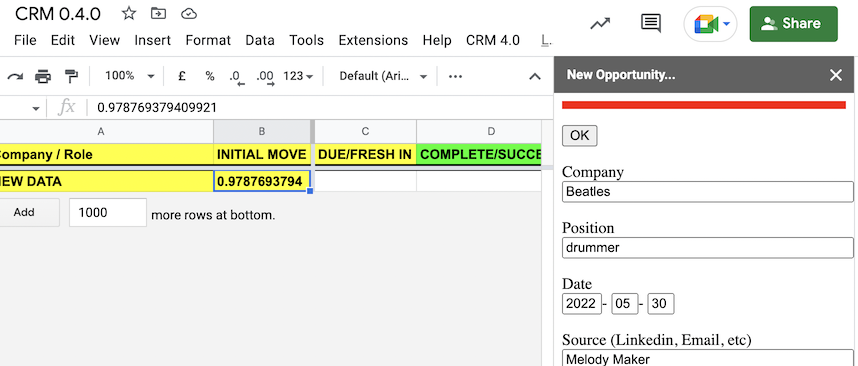 CRM 0.4.0
Share
File Edit View Insert Format Data Tools Extensions Help CRM 4.0 L.
100% £ % .0 .00 123 Default (Ari... ...
fx 0.978769379409921
A B C D
ompany / Role INITIAL MOVE DUE/FRESH IN COMPLETE/SUCCE
EW DATA 0.9787693794
Add 1000 more rows at bottom.
New Opportunity...
OK
Company
Beatles
Position
drummer
Date
2022 - 05 - 30
Source (Linkedin, Email, etc)
Melody Maker